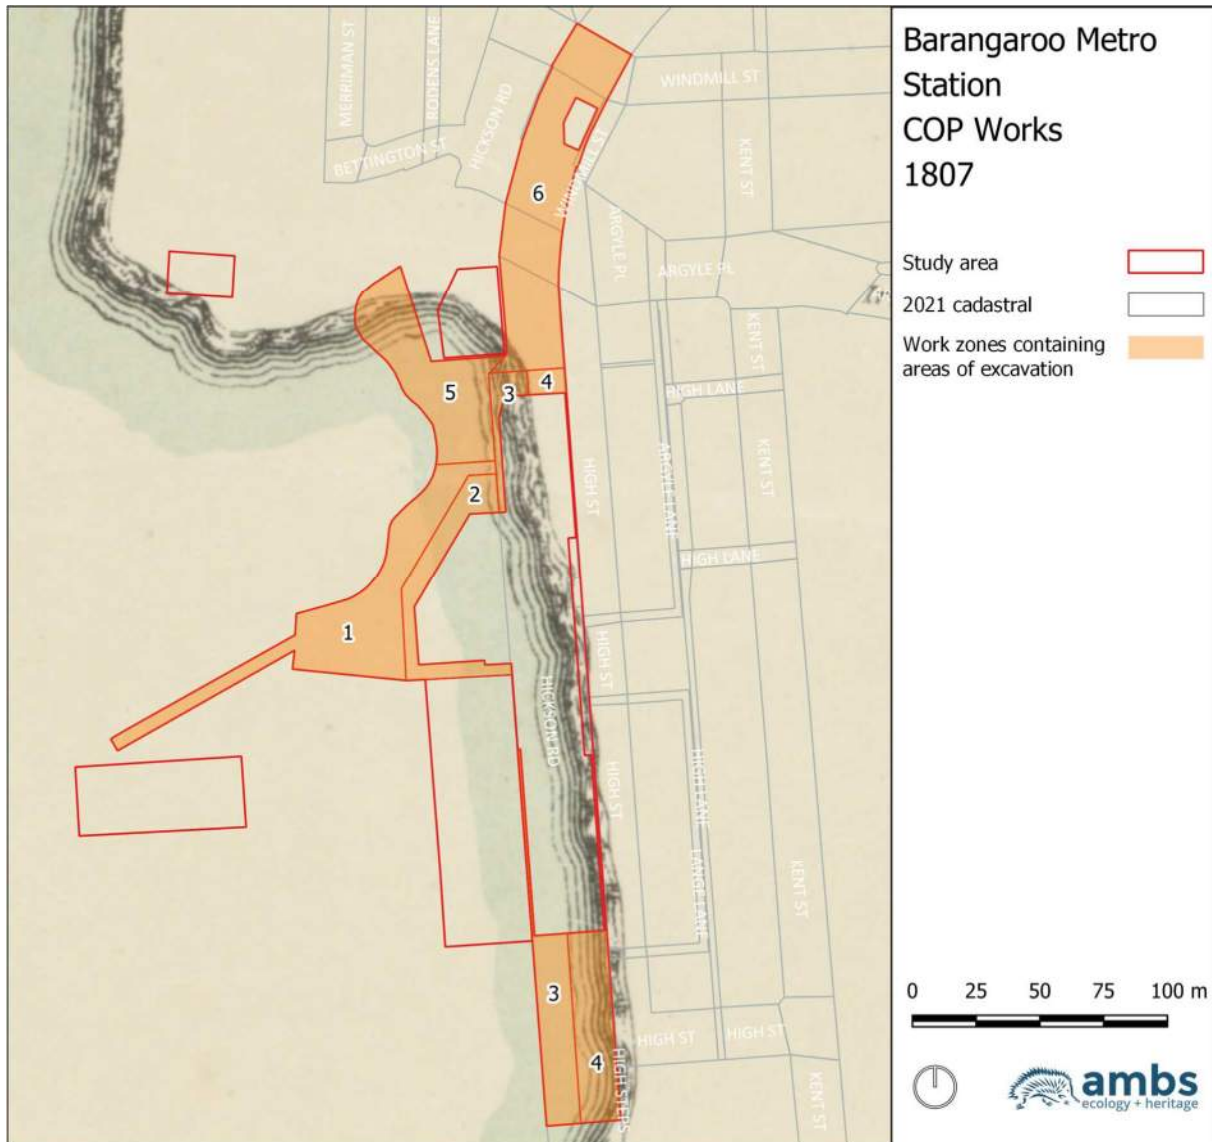 Barangaroo Metro
Station
COP Works
1807
Study area
2021 cadastral
Work zones containing
areas of excavation
0 25 50 75 100 m
ambs
ecology + heritage
MERRIMAN ST
RODENS LANE
HICKSON RD
BETTINGTON ST
WINDMILL ST
WINDMILL ST
KENT ST
ARGYLE PL
ARGYLE PL
6
5
3
4
2
1
KENT ST
HIGH LANE
KENT ST
HIGH ST
ARGYLE LANE
HIGH LANE
HIGH ST
HICKSON RD
HIGH ST
HIGH LANE
LANGE LANE
KENT ST
3
4
HIGH ST
HIGH ST
HIGH STEPS
KENT ST